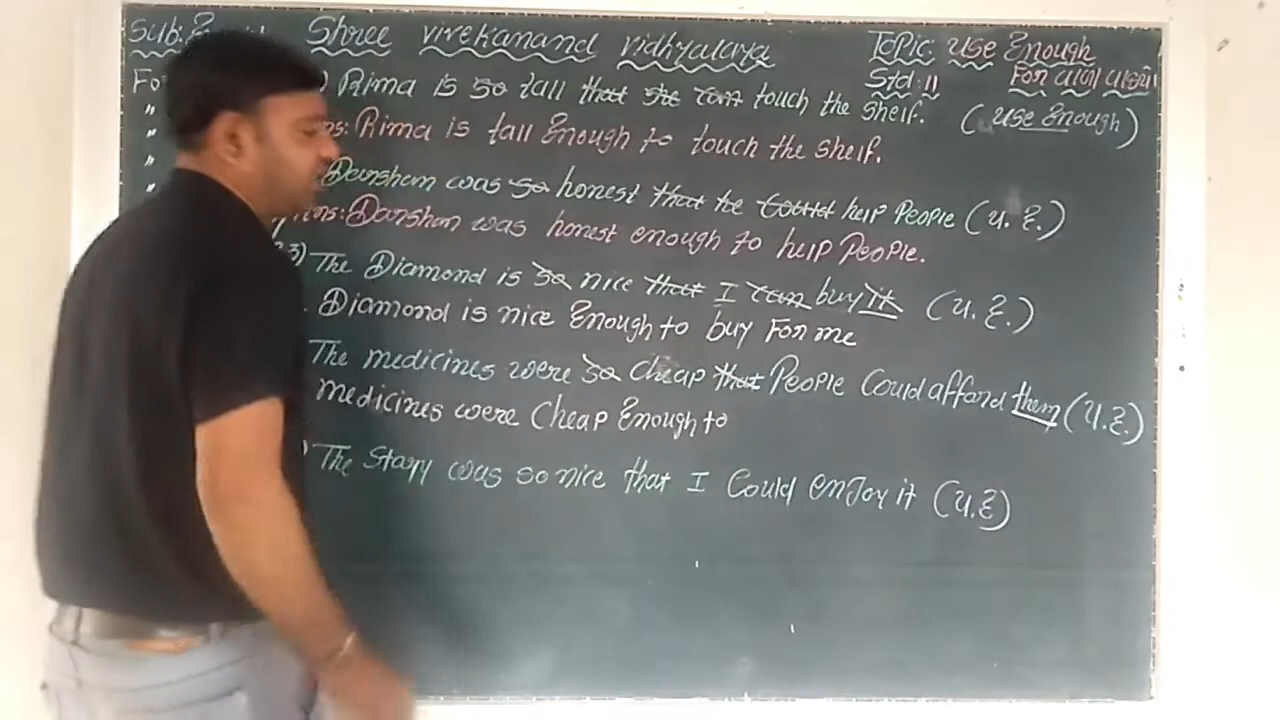 Sub: Shree vivekanand vidhyalaya Topic: Use Enough
Std: 11 For વાળી વાક્યો
Rima is so tall that she can touch the shelf. (Use Enough)
Ans: Rima is tall Enough to touch the shelf.
Darshan was so honest that he could help People (U. E.)
Ans: Darshan was honest enough to help People.
3) The Diamond is so nice that I can buy it (U. E.)
Diamond is nice Enough to buy For me
The medicines were so cheap that People Could afford them (U.E.)
medicines were Cheap Enough to
The Story was so nice that I Could enJoy it (U.E)